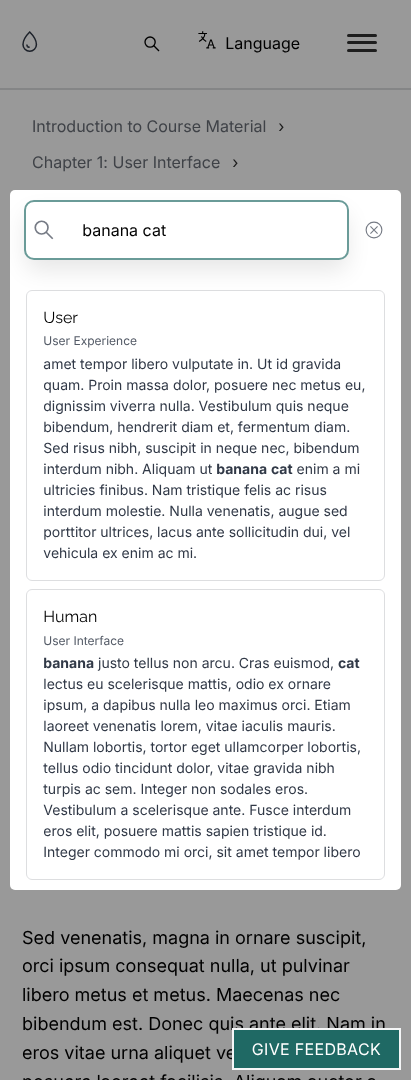 Language
Introduction to Course Material
Chapter 1: User Interface
banana cat
User
User Experience
amet tempor libero vulputate in. Ut id gravida
quam. Proin massa dolor, posuere nec metus eu,
dignissim viverra nulla. Vestibulum quis neque
bibendum, hendrerit diam et, fermentum diam.
Sed risus nibh, suscipit in neque nec, bibendum
interdum nibh. Aliquam ut banana cat enim a mi
ultricies finibus. Nam tristique felis ac risus
interdum molestie. Nulla venenatis, augue sed
porttitor ultrices, lacus ante sollicitudin dui, vel
vehicula ex enim ac mi.
Human
User Interface
banana justo tellus non arcu. Cras euismod, cat
lectus eu scelerisque mattis, odio ex ornare
ipsum, a dapibus nulla leo maximus orci. Etiam
laoreet venenatis lorem, vitae iaculis mauris.
Nullam lobortis, tortor eget ullamcorper lobortis,
tellus odio tincidunt dolor, vitae gravida nibh
turpis ac sem. Integer non sodales eros.
Vestibulum a scelerisque ante. Fusce interdum
eros elit, posuere mattis sapien tristique id.
Integer commodo mi orci, sit amet tempor libero
Sed venenatis, magna in ornare suscipit,
orci ipsum consequat nulla, ut pulvinar
libero metus et metus. Maecenas nec
bibendum est. Donec quis ante elit. Nam in
eros vitae urna aliquet
GIVE FEEDBACK